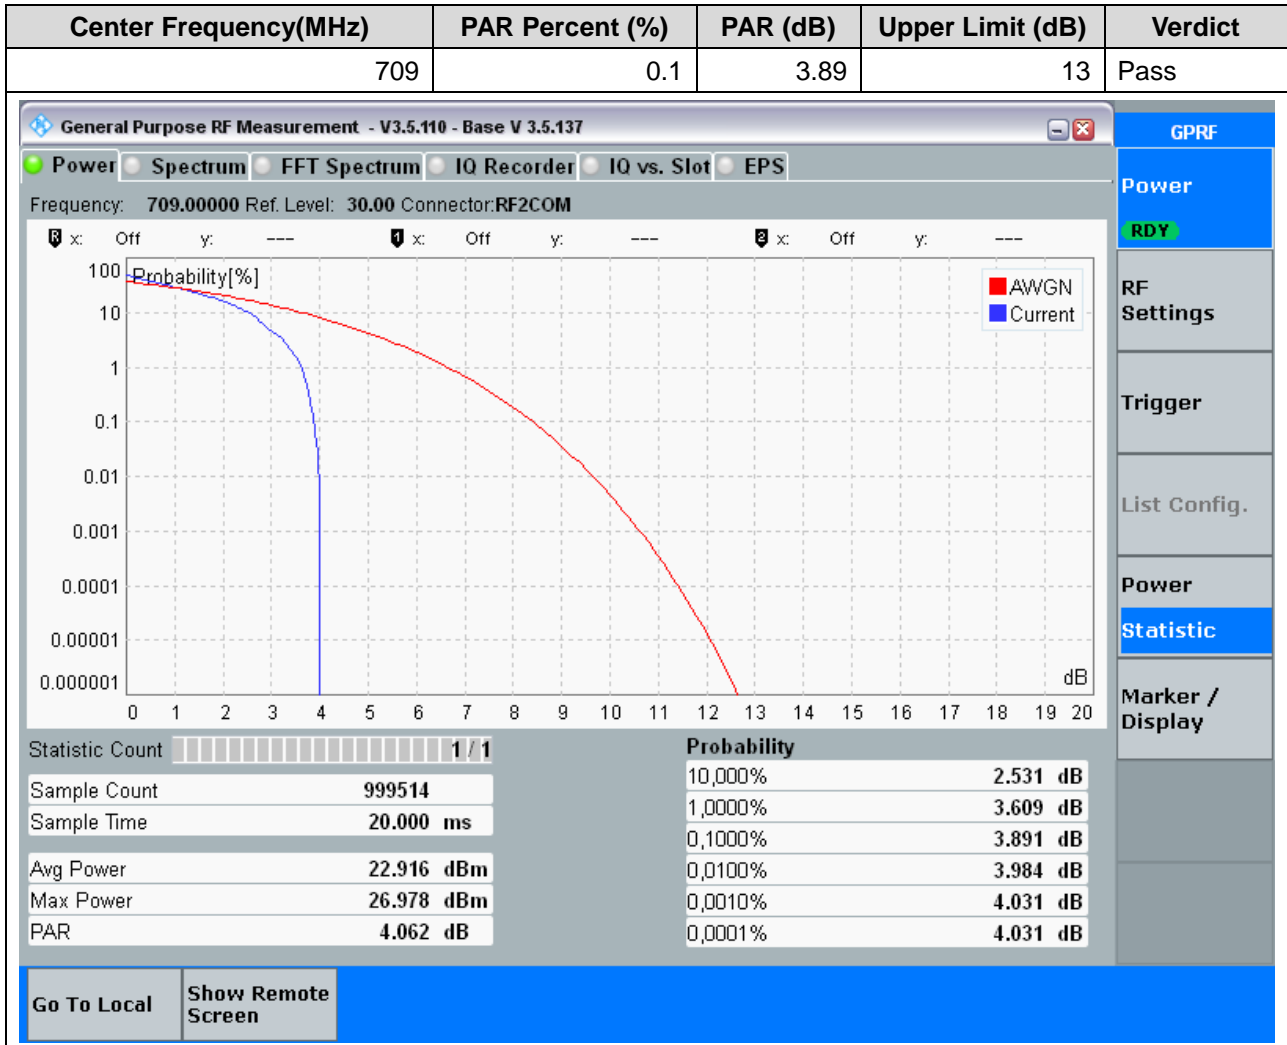 Center Frequency(MHz) PAR Percent (%) PAR (dB) Upper Limit (dB) Verdict
709 0.1 3.89 13 Pass
General Purpose RF Measurement - V3.5.110 - Base V 3.5.137
GPRF
Power Spectrum FFT Spectrum IQ Recorder IQ vs. Slot EPS
Frequency: 709.00000 Ref. Level: 30.00 Connector:RF2COM
R x: Off y: --- 1 x: Off y: --- 2 x: Off y: ---
Probability[%]
AWGN
Current
100
10
1
0.1
0.01
0.001
0.0001
0.00001
0.000001
dB
0 1 2 3 4 5 6 7 8 9 10 11 12 13 14 15 16 17 18 19 20
Statistic Count 1 / 1
Sample Count 999514
Sample Time 20.000 ms
Avg Power 22.916 dBm
Max Power 26.978 dBm
PAR 4.062 dB
Probability
10,000% 2.531 dB
1,0000% 3.609 dB
0,1000% 3.891 dB
0,0100% 3.984 dB
0,0010% 4.031 dB
0,0001% 4.031 dB
Power
RDY
RF
Settings
Trigger
List Config.
Power
Statistic
Marker /
Display
Go To Local
Show Remote
Screen